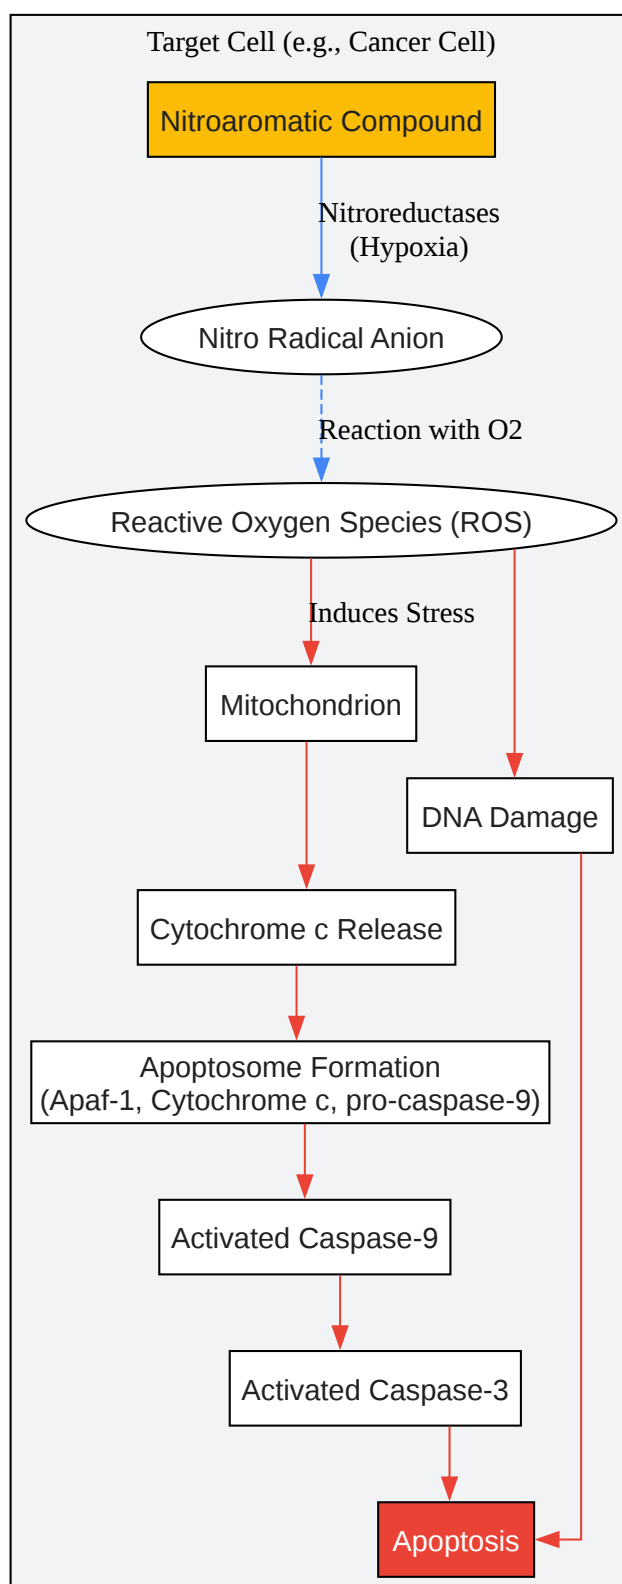 Target Cell (e.g., Cancer Cell)
Nitroaromatic Compound
Nitroreductases
(Hypoxia)
Nitro Radical Anion
Reaction with O2
Reactive Oxygen Species (ROS)
Induces Stress
Mitochondrion
DNA Damage
Cytochrome c Release
Apoptosome Formation
(Apaf-1, Cytochrome c, pro-caspase-9)
Activated Caspase-9
Activated Caspase-3
Apoptosis